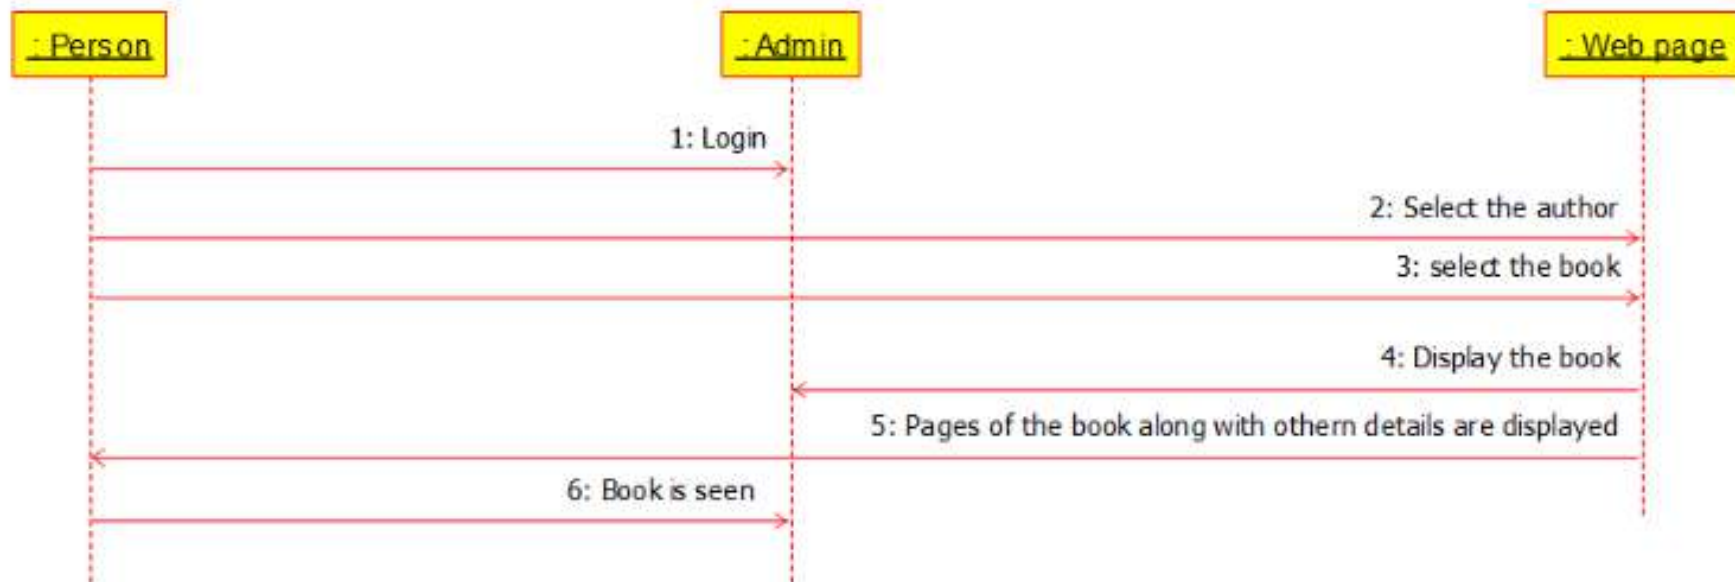 : Person
: Admin
: Web page
1: Login
2: Select the author
3: select the book
4: Display the book
5: Pages of the book along with othern details are displayed
6: Book is seen